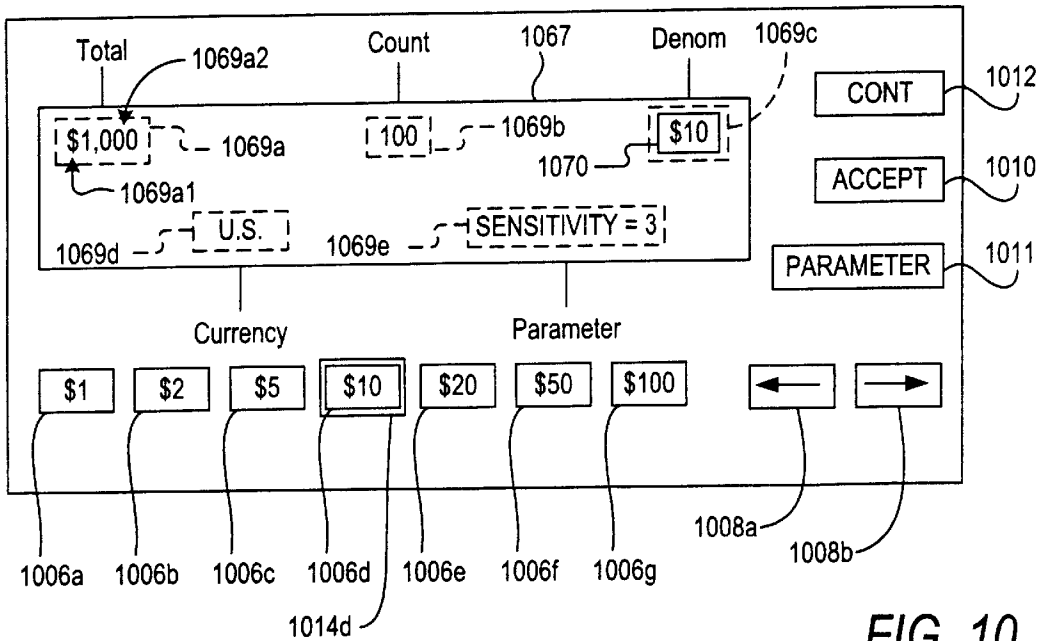 Total Count 1067 Denom 1069c
1069a2
CONT 1012
$1,000 1069a 100 1069b $10
1070
1069a1
ACCEPT 1010
1069d U.S. 1069e SENSITIVITY = 3
PARAMETER 1011
Currency Parameter
$1 $2 $5 $10 $20 $50 $100
1008a
1008b
1006a 1006b 1006c 1006d 1006e 1006f 1006g
1014d
FIG. 10